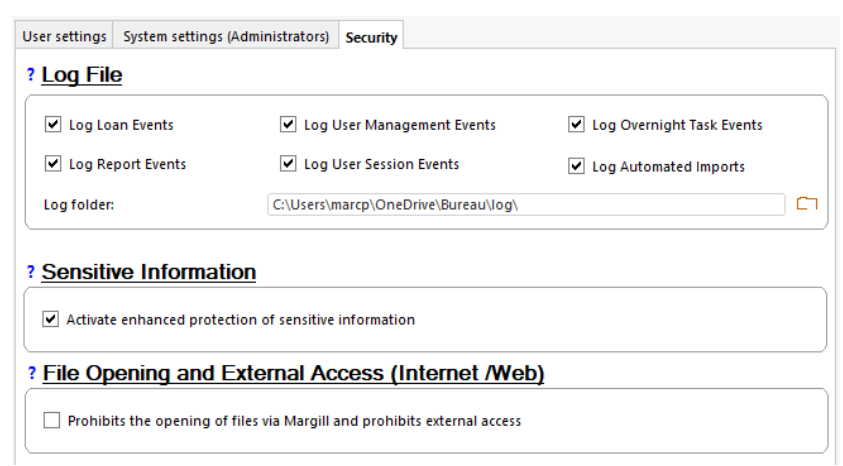 User settings System settings (Administrators) Security
? Log File
Log Loan Events Log User Management Events Log Overnight Task Events
Log Report Events Log User Session Events Log Automated Imports
Log folder: C:\Users\marcp\OneDrive\Bureau\log\
? Sensitive Information
Activate enhanced protection of sensitive information
? File Opening and External Access (Internet /Web)
Prohibits the opening of files via Margill and prohibits external access